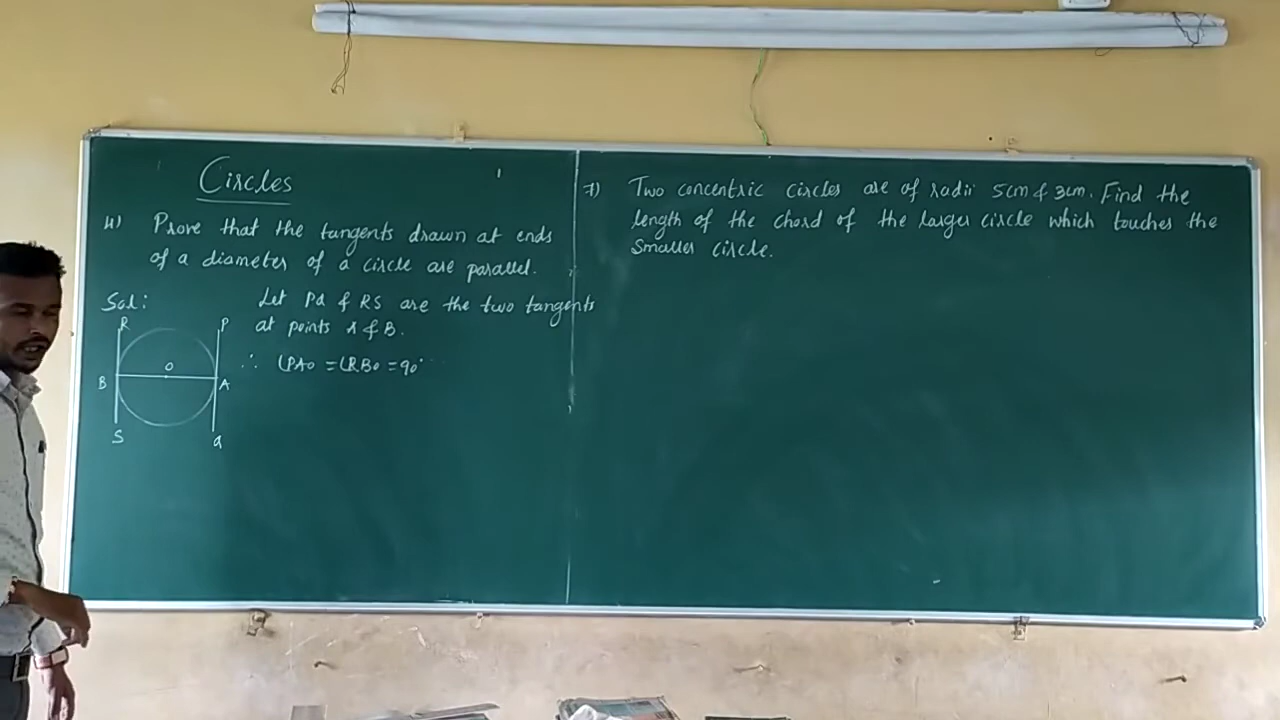 Circles
4) Prove that the tangents drawn at ends
of a diameter of a circle are parallel.
Sol:
Let PQ & RS are the two tangents
at points A & B.
∴ ∠PAO = ∠RBO = 90°
R P
O
B A
S Q
7) Two concentric circles are of radii 5cm & 3cm. Find the
length of the chord of the larger circle which touches the
smaller circle.